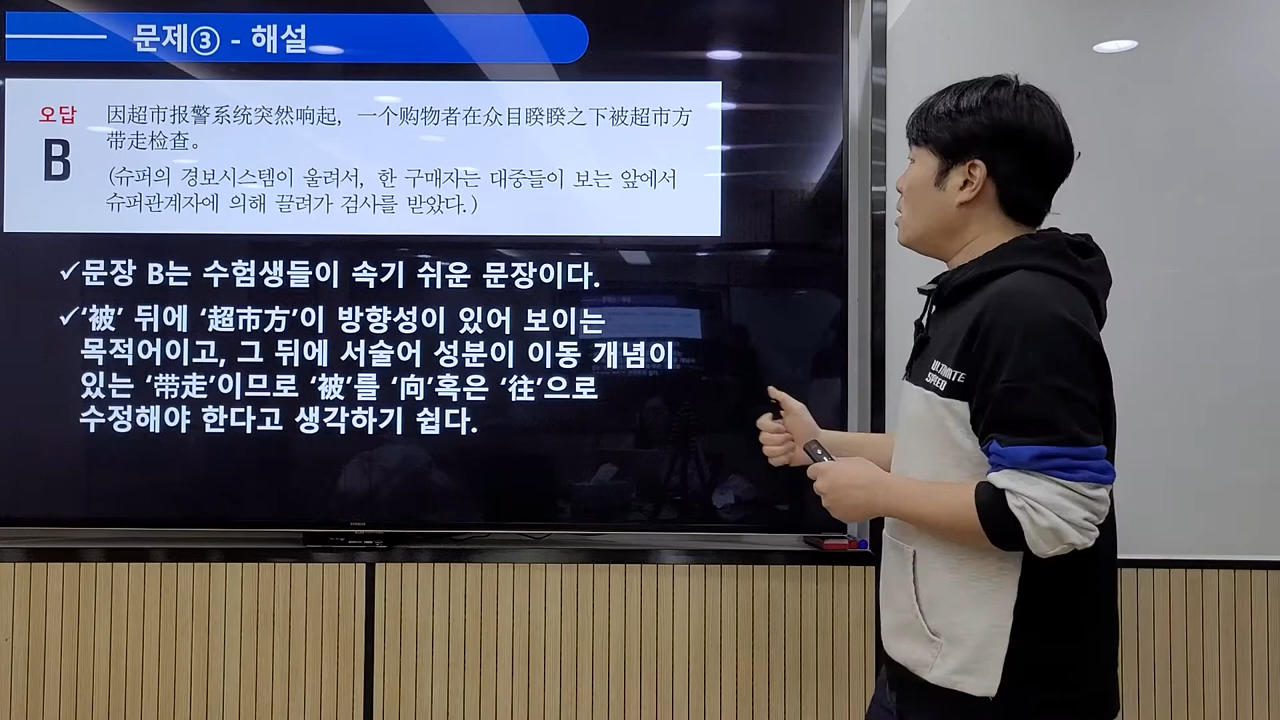 문제③ - 해설
오답
B
因超市报警系统突然响起，一个购物者在众目睽睽之下被超市方
带走检查。
(슈퍼의 경보시스템이 울려서, 한 구매자는 대중들이 보는 앞에서
슈퍼관계자에 의해 끌려가 검사를 받았다.)
✓문장 B는 수험생들이 속기 쉬운 문장이다.
✓‘被’ 뒤에 ‘超市方’이 방향성이 있어 보이는
목적어이고, 그 뒤에 서술어 성분이 이동 개념이
있는 ‘带走’이므로 ‘被’를 ‘向’혹은 ‘往’으로
수정해야 한다고 생각하기 쉽다.
ULTIMATE
SPEED